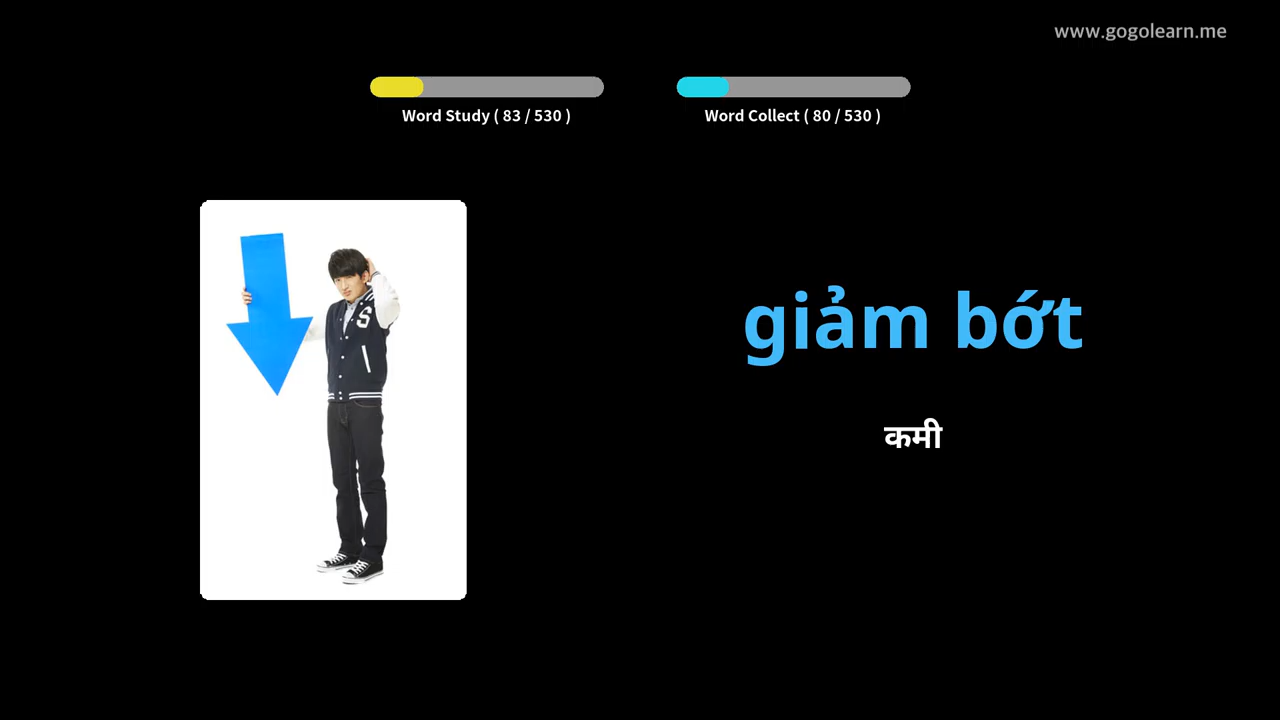 www.gogolearn.me
Word Study ( 83 / 530 )
Word Collect ( 80 / 530 )
S
giảm bớt
कमी